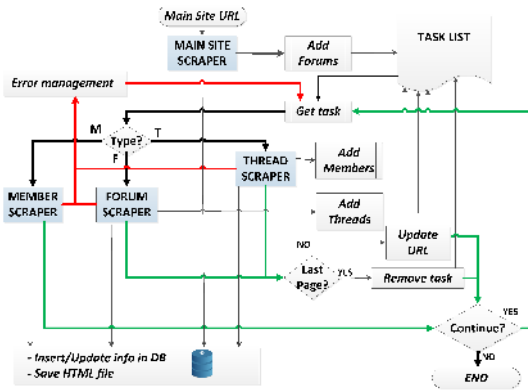 Main Site URL
MAIN SITE
SCRAPER
Add
Forums
TASK LIST
Error management
Get task
M
Type?
T
F
THREAD
SCRAPER
Add
Members
MEMBER
SCRAPER
FORUM
SCRAPER
Add
Threads
Update
URL
NO
Last
Page?
YES
Remove task
YES
Continue?
NO
END
- Insert/Update info in DB
- Save HTML file